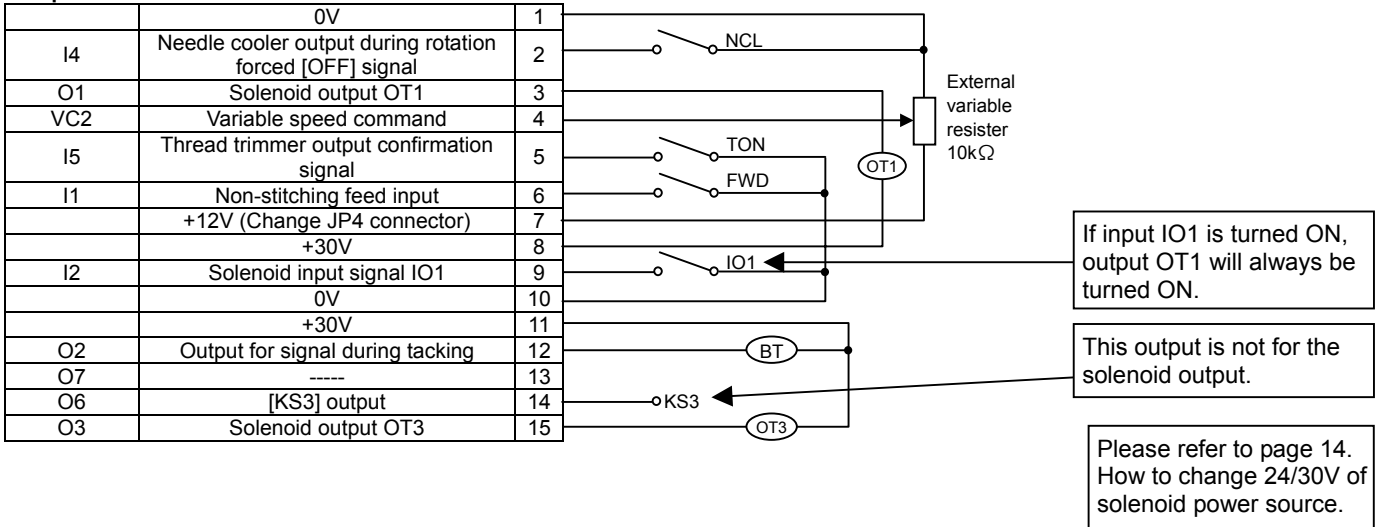 0V 1
I4 Needle cooler output during rotation forced [OFF] signal 2
O1 Solenoid output OT1 3
VC2 Variable speed command 4
I5 Thread trimmer output confirmation signal 5
I1 Non-stitching feed input 6
+12V (Change JP4 connector) 7
+30V 8
I2 Solenoid input signal IO1 9
0V 10
+30V 11
O2 Output for signal during tacking 12
O7 ----- 13
O6 [KS3] output 14
O3 Solenoid output OT3 15
NCL
TON
FWD
OT1
IO1
BT
KS3
OT3
External
variable
resister
10kΩ
If input IO1 is turned ON,
output OT1 will always be
turned ON.
This output is not for the
solenoid output.
Please refer to page 14.
How to change 24/30V of
solenoid power source.